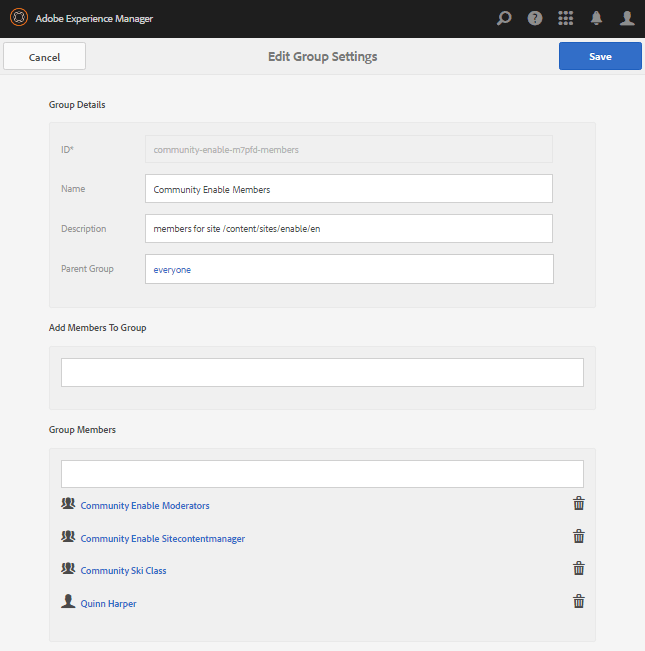 Adobe Experience Manager
Cancel
Edit Group Settings
Save
Group Details
ID*
community-enable-m7pfd-members
Name
Community Enable Members
Description
members for site /content/sites/enable/en
Parent Group
everyone
Add Members To Group
Group Members
Community Enable Moderators
Community Enable Sitecontentmanager
Community Ski Class
Quinn Harper